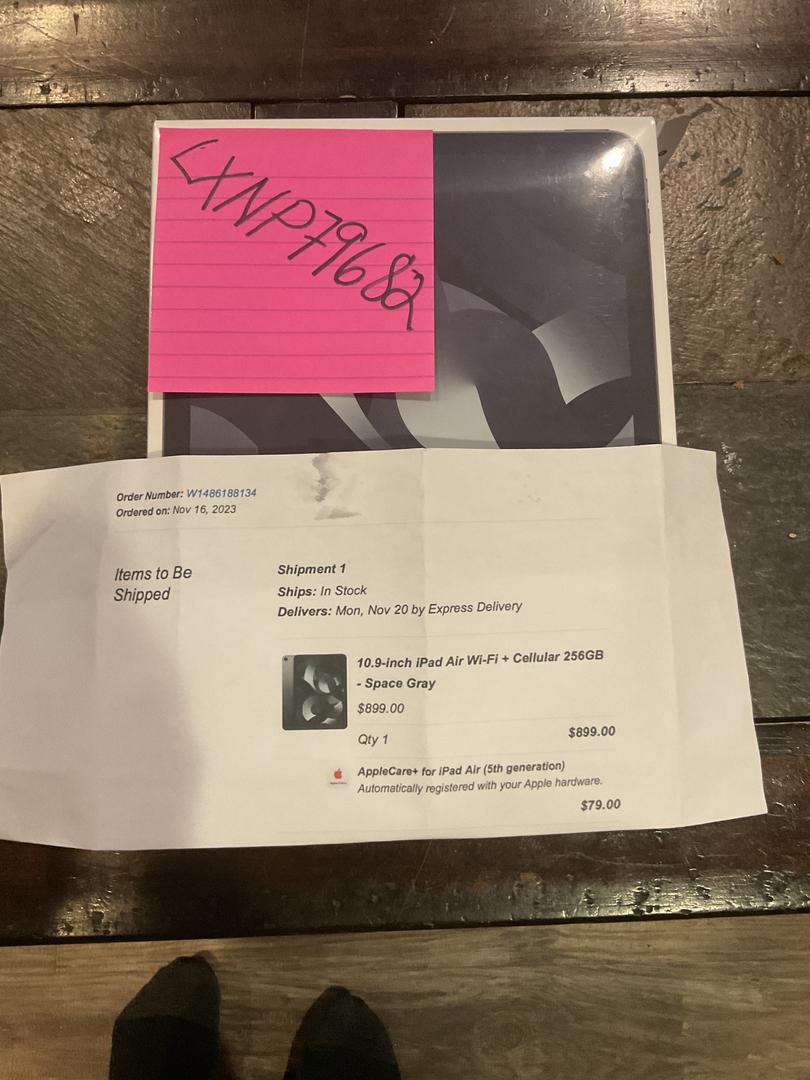 LXNP79682
Order Number: W1486188134
Ordered on: Nov 16, 2023
Items to Be
Shipped
Shipment 1
Ships: In Stock
Delivers: Mon, Nov 20 by Express Delivery
10.9-inch iPad Air Wi-Fi + Cellular 256GB
- Space Gray
$899.00
Qty 1
$899.00
AppleCare+ for iPad Air (5th generation)
Automatically registered with your Apple hardware.
$79.00